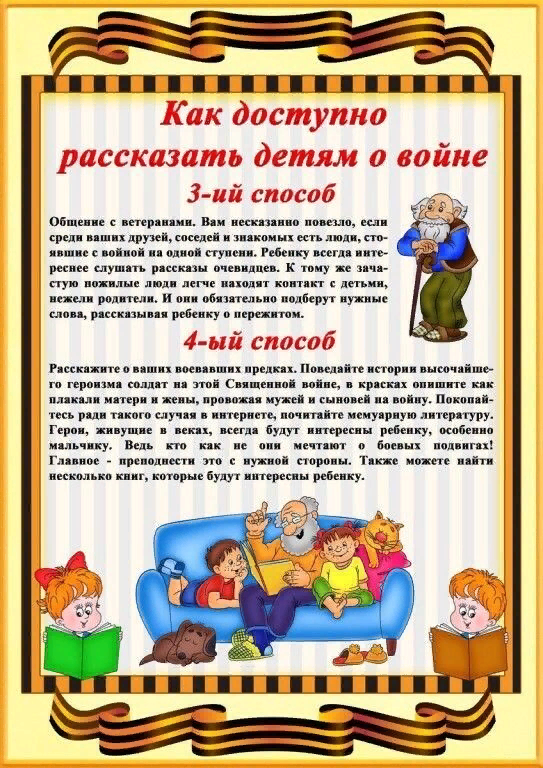 Как доступно
рассказать детям о войне
3-ий способ
Общение с ветеранами. Вам несказанно повезло, если
среди ваших друзей, соседей и знакомых есть люди, сто-
явшие с войной на одной ступени. Ребенку всегда инте-
реснее слушать рассказы очевидцев. К тому же зача-
стую пожилые люди легче находят контакт с детьми,
нежели родители. И они обязательно подберут нужные
слова, рассказывая ребенку о пережитом.
4-ый способ
Расскажите о ваших воевавших предках. Поведайте истории высочайше-
го героизма солдат на этой Священной войне, в красках опишите как
плакали матери и жены, провожая мужей и сыновей на войну. Покопай-
тесь ради такого случая в интернете, почитайте мемуарную литературу.
Герои, живущие в веках, всегда будут интересны ребенку, особенно
мальчику. Ведь кто как не они мечтают о боевых подвигах!
Главное - преподнести это с нужной стороны. Также можете найти
несколько книг, которые будут интересны ребенку.